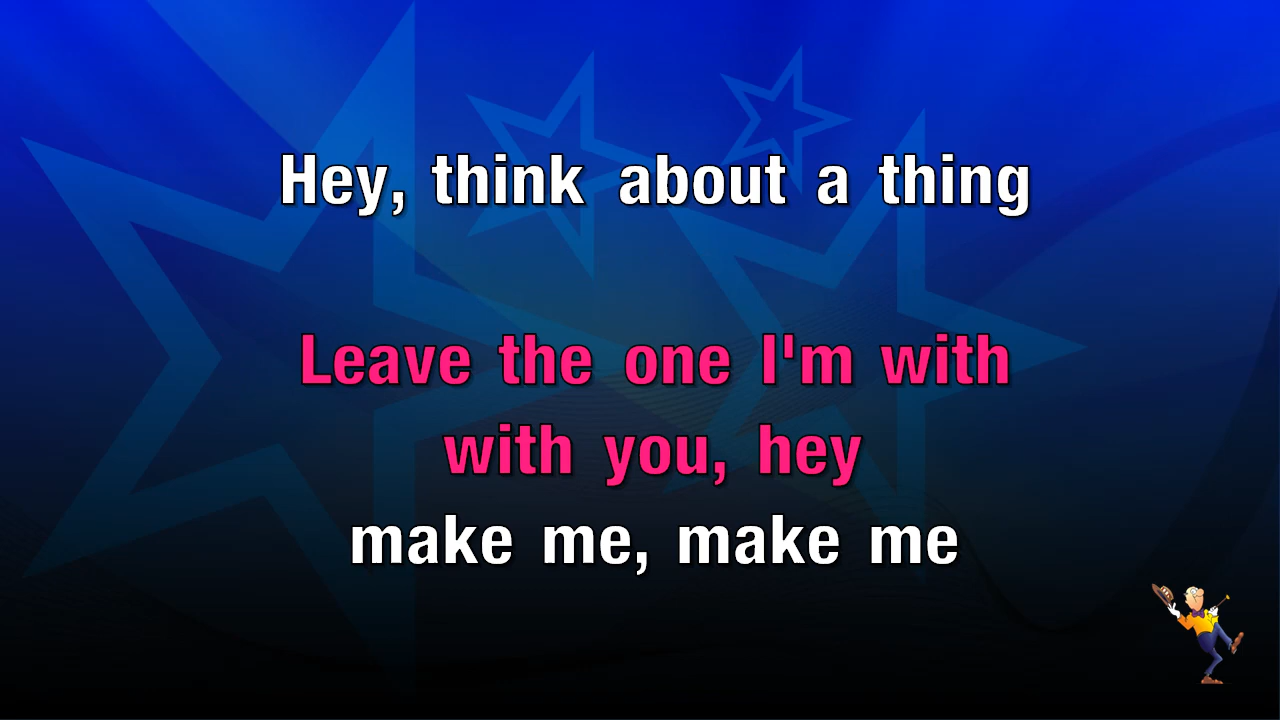 Hey, think about a thing
Leave the one I'm with
with you, hey
make me, make me